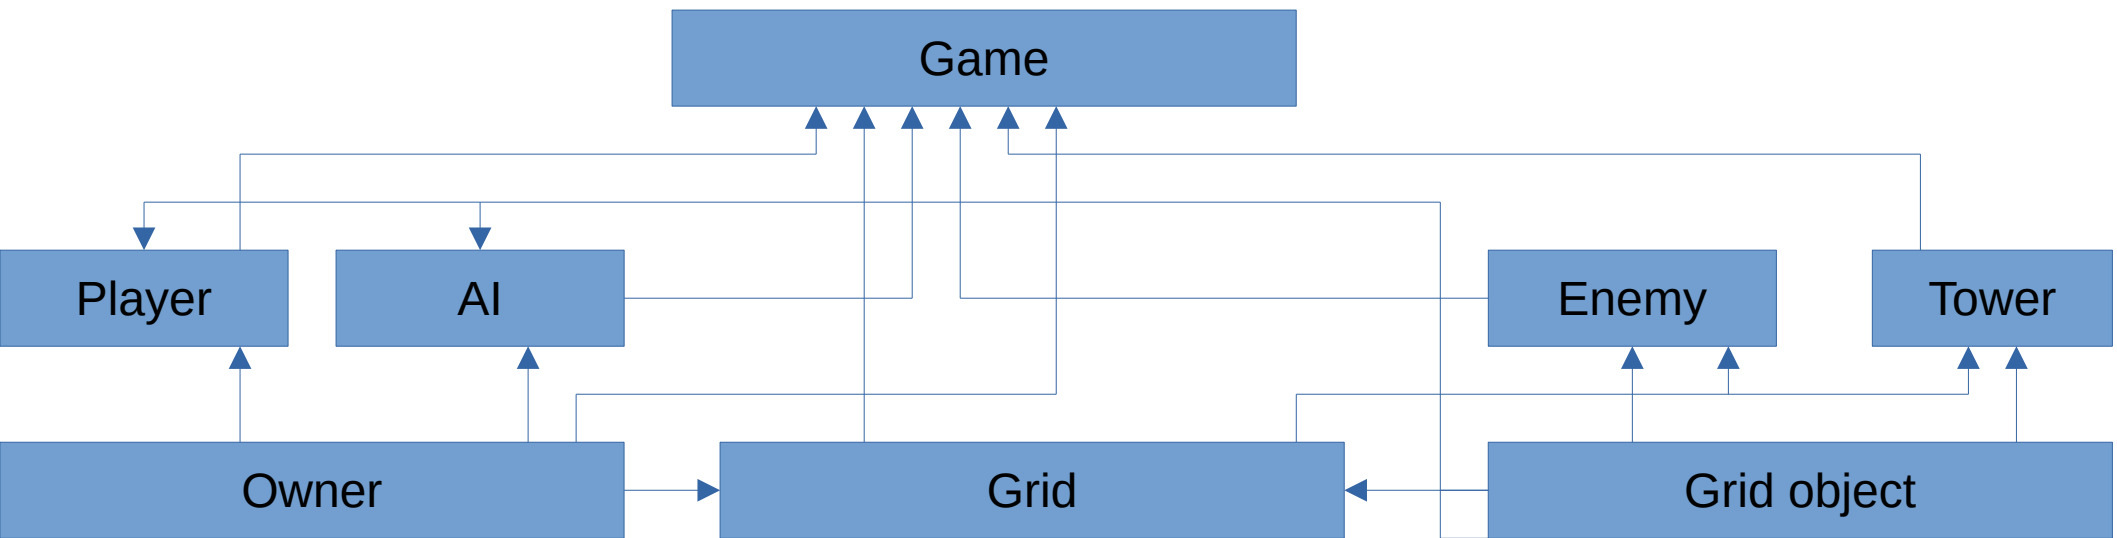 Game
Player
AI
Enemy
Tower
Owner
Grid
Grid object